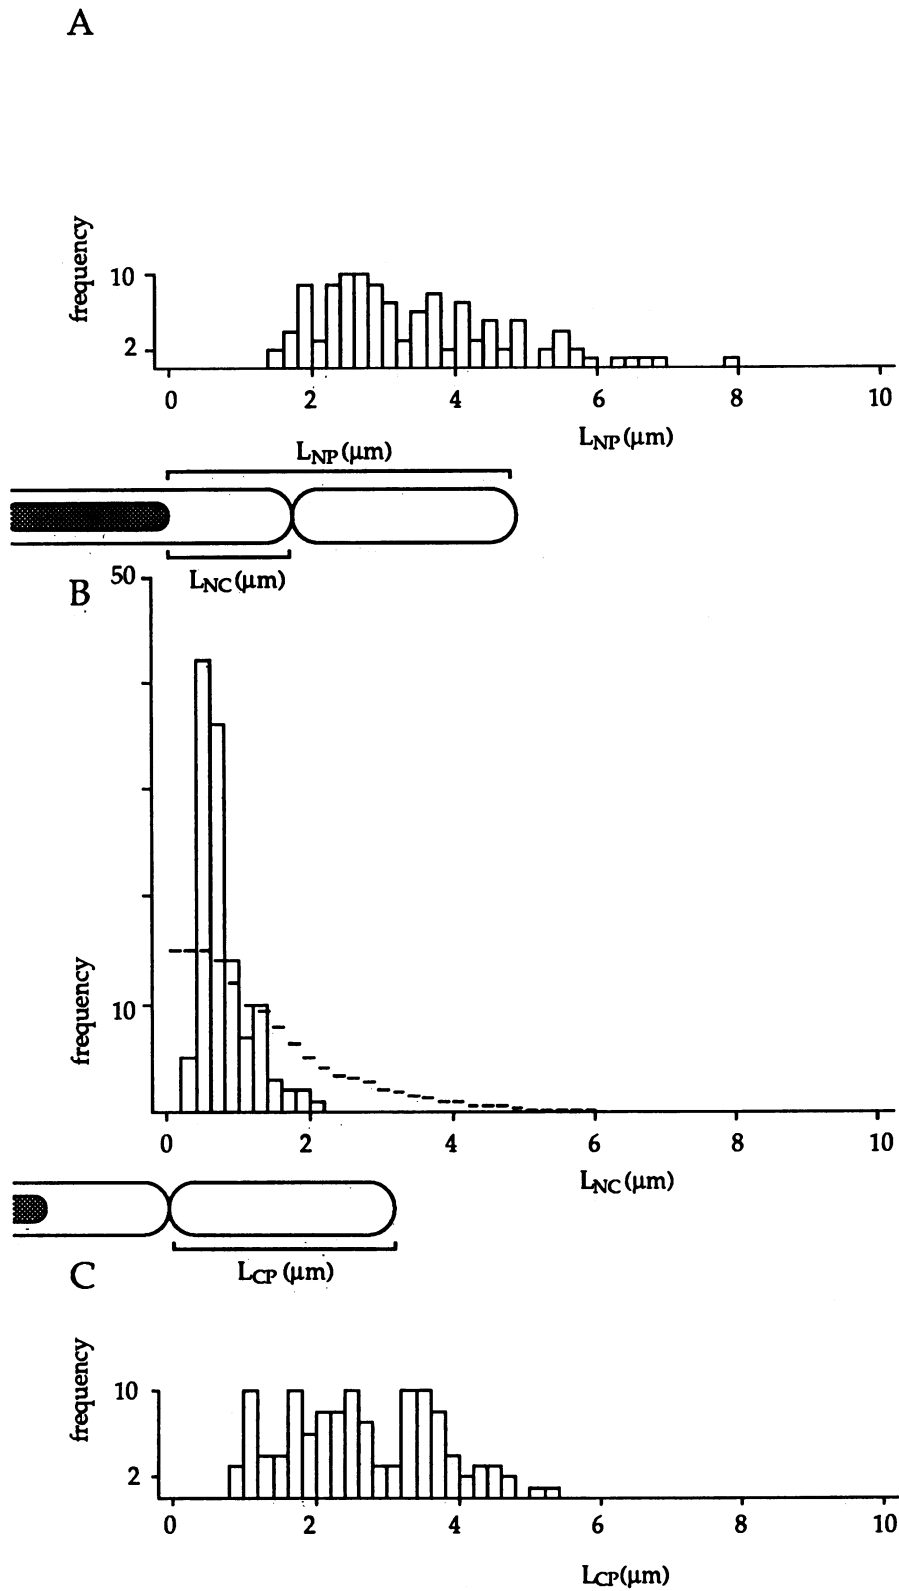 A
frequency
10
2
0 2 4 6 8 10
LNP (μm)
LNP (μm)
LNC (μm)
B
50
frequency
10
0 2 4 6 8 10
LNC (μm)
LCP (μm)
C
frequency
10
2
0 2 4 6 8 10
LCP (μm)